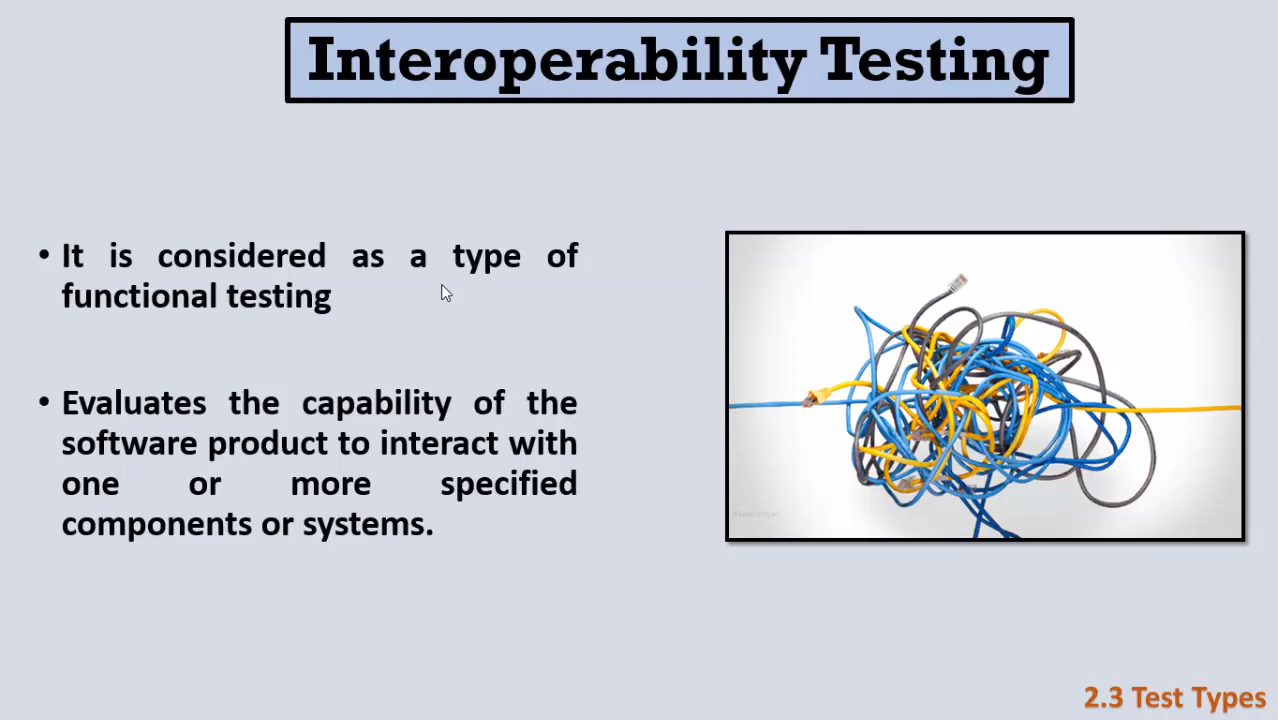 Interoperability Testing
• It is considered as a type of
functional testing
• Evaluates the capability of the
software product to interact with
one or more specified
components or systems.
2.3 Test Types